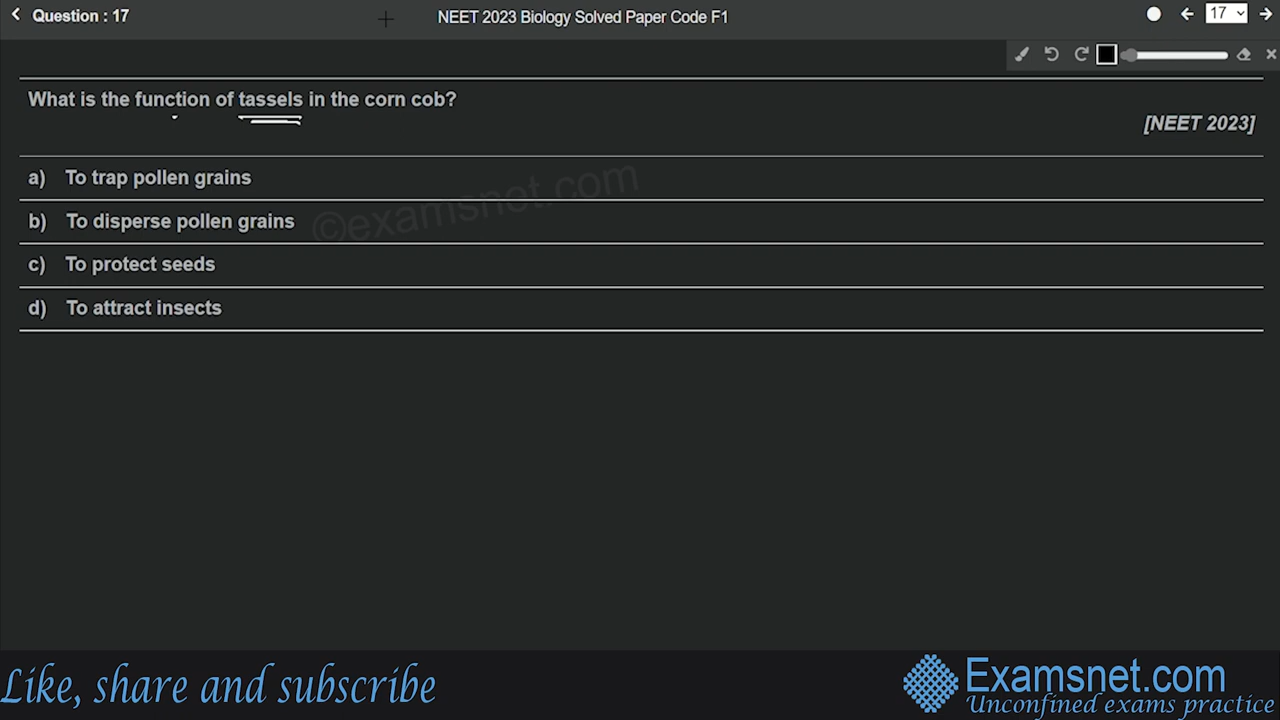 Question : 17
NEET 2023 Biology Solved Paper Code F1
17
What is the function of tassels in the corn cob?
[NEET 2023]
a) To trap pollen grains
©examsnet.com
b) To disperse pollen grains
c) To protect seeds
d) To attract insects
Like, share and subscribe
Examsnet.com
Unconfined exams practice